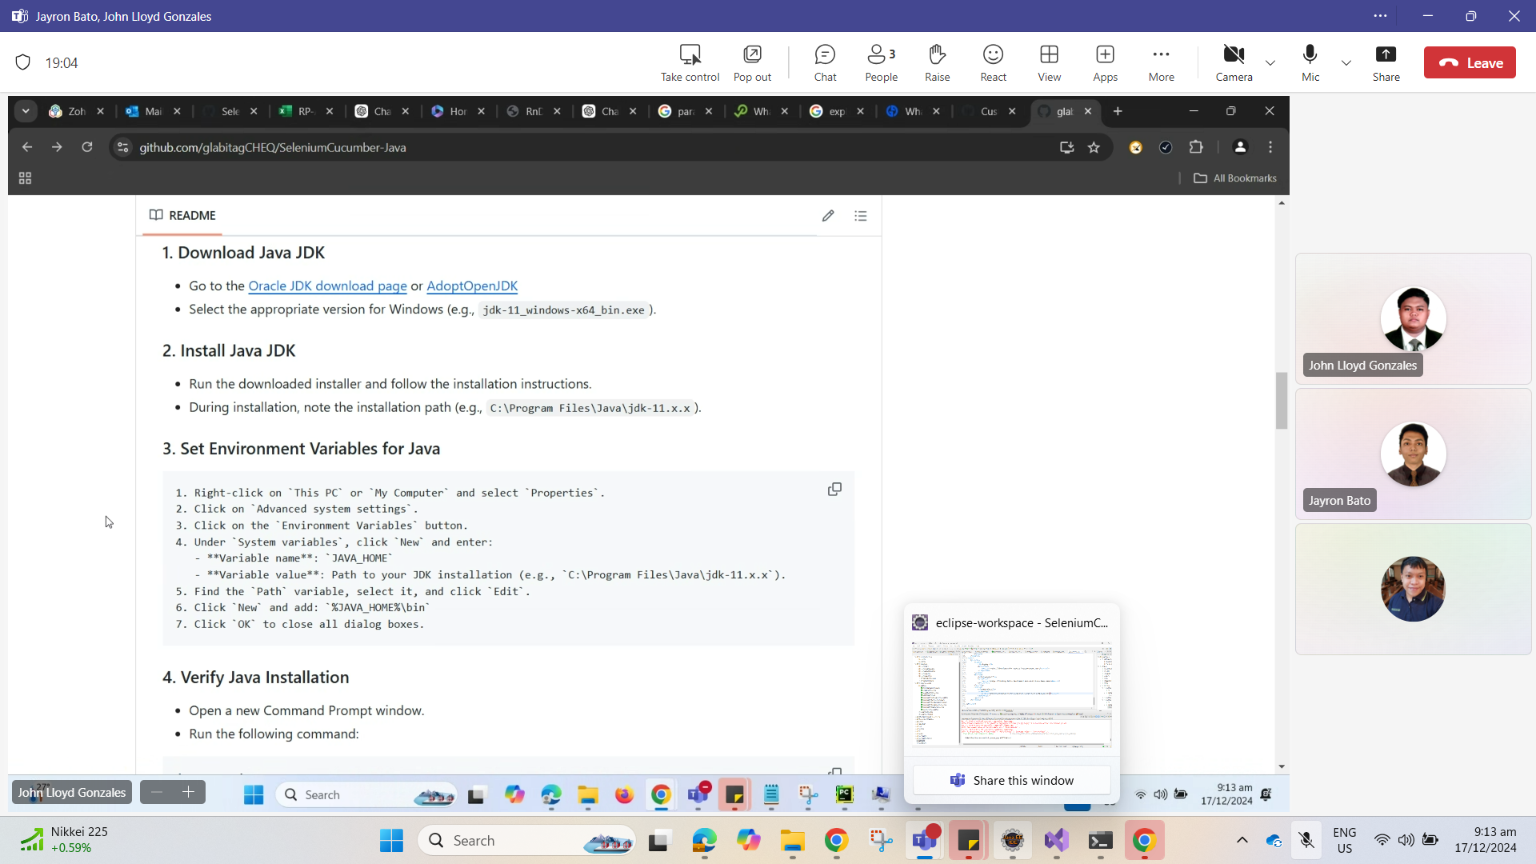 Jayron Bato, John Lloyd Gonzales
19:04
Take control
Pop out
Chat
3
People
Raise
React
View
Apps
More
Camera
Mic
Share
Leave
Zoh
Mai
Sele
RP-
Cha
Hor
RnD
Cha
par
Wh
exp
Wh
Cus
glat
github.com/glabitagCHEQ/SeleniumCucumber-Java
All Bookmarks
README
1. Download Java JDK
• Go to the Oracle JDK download page or AdoptOpenJDK
• Select the appropriate version for Windows (e.g., jdk-11_windows-x64_bin.exe ).
2. Install Java JDK
• Run the downloaded installer and follow the installation instructions.
• During installation, note the installation path (e.g., C:\Program Files\Java\jdk-11.x.x ).
3. Set Environment Variables for Java
1. Right-click on `This PC` or `My Computer` and select `Properties`.
2. Click on `Advanced system settings`.
3. Click on the `Environment Variables` button.
4. Under `System variables`, click `New` and enter:
- **Variable name**: `JAVA_HOME`
- **Variable value**: Path to your JDK installation (e.g., `C:\Program Files\Java\jdk-11.x.x`).
5. Find the `Path` variable, select it, and click `Edit`.
6. Click `New` and add: `%JAVA_HOME%\bin`
7. Click `OK` to close all dialog boxes.
4. Verify Java Installation
• Open a new Command Prompt window.
• Run the following command:
John Lloyd Gonzales
Jayron Bato
eclipse-workspace - SeleniumC...
Share this window
John Lloyd Gonzales
Search
9:13 am
17/12/2024
Nikkei 225
+0.59%
Search
ENG
US
9:13 am
17/12/2024